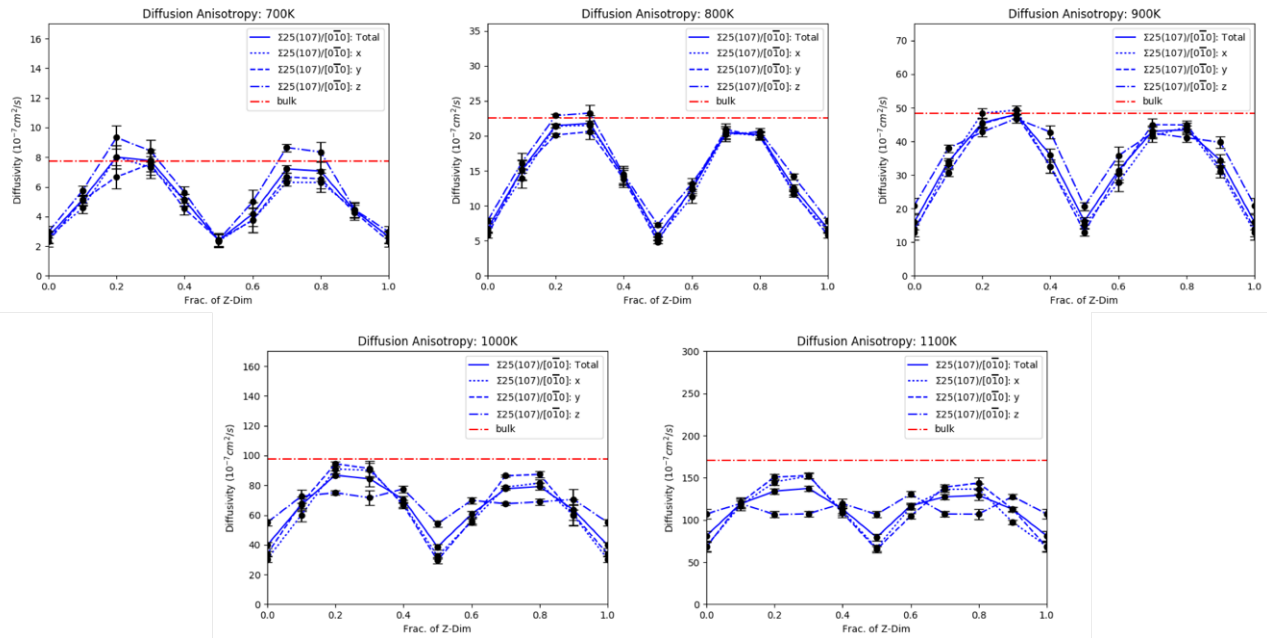 Diffusion Anisotropy: 700K
17.5
Σ25(107)/[01̅0]: Total
Σ25(107)/[01̅0]: x
Σ25(107)/[01̅0]: y
Σ25(107)/[01̅0]: z
bulk
Diffusivity (10⁻⁷cm²/s)
16
14
12
10
8
6
4
2
0
0.0 0.2 0.4 0.6 0.8 1.0
Frac. of Z-Dim
Diffusion Anisotropy: 800K
Σ25(107)/[01̅0]: Total
Σ25(107)/[01̅0]: x
Σ25(107)/[01̅0]: y
Σ25(107)/[01̅0]: z
bulk
Diffusivity (10⁻⁷cm²/s)
35
30
25
20
15
10
5
0
0.0 0.2 0.4 0.6 0.8 1.0
Frac. of Z-Dim
Diffusion Anisotropy: 900K
Σ25(107)/[01̅0]: Total
Σ25(107)/[01̅0]: x
Σ25(107)/[01̅0]: y
Σ25(107)/[01̅0]: z
bulk
Diffusivity (10⁻⁷cm²/s)
70
60
50
40
30
20
10
0
0.0 0.2 0.4 0.6 0.8 1.0
Frac. of Z-Dim
Diffusion Anisotropy: 1000K
Σ25(107)/[01̅0]: Total
Σ25(107)/[01̅0]: x
Σ25(107)/[01̅0]: y
Σ25(107)/[01̅0]: z
bulk
Diffusivity (10⁻⁷cm²/s)
160
140
120
100
80
60
40
20
0
0.0 0.2 0.4 0.6 0.8 1.0
Frac. of Z-Dim
Diffusion Anisotropy: 1100K
Σ25(107)/[01̅0]: Total
Σ25(107)/[01̅0]: x
Σ25(107)/[01̅0]: y
Σ25(107)/[01̅0]: z
bulk
Diffusivity (10⁻⁷cm²/s)
300
250
200
150
100
50
0
0.0 0.2 0.4 0.6 0.8 1.0
Frac. of Z-Dim